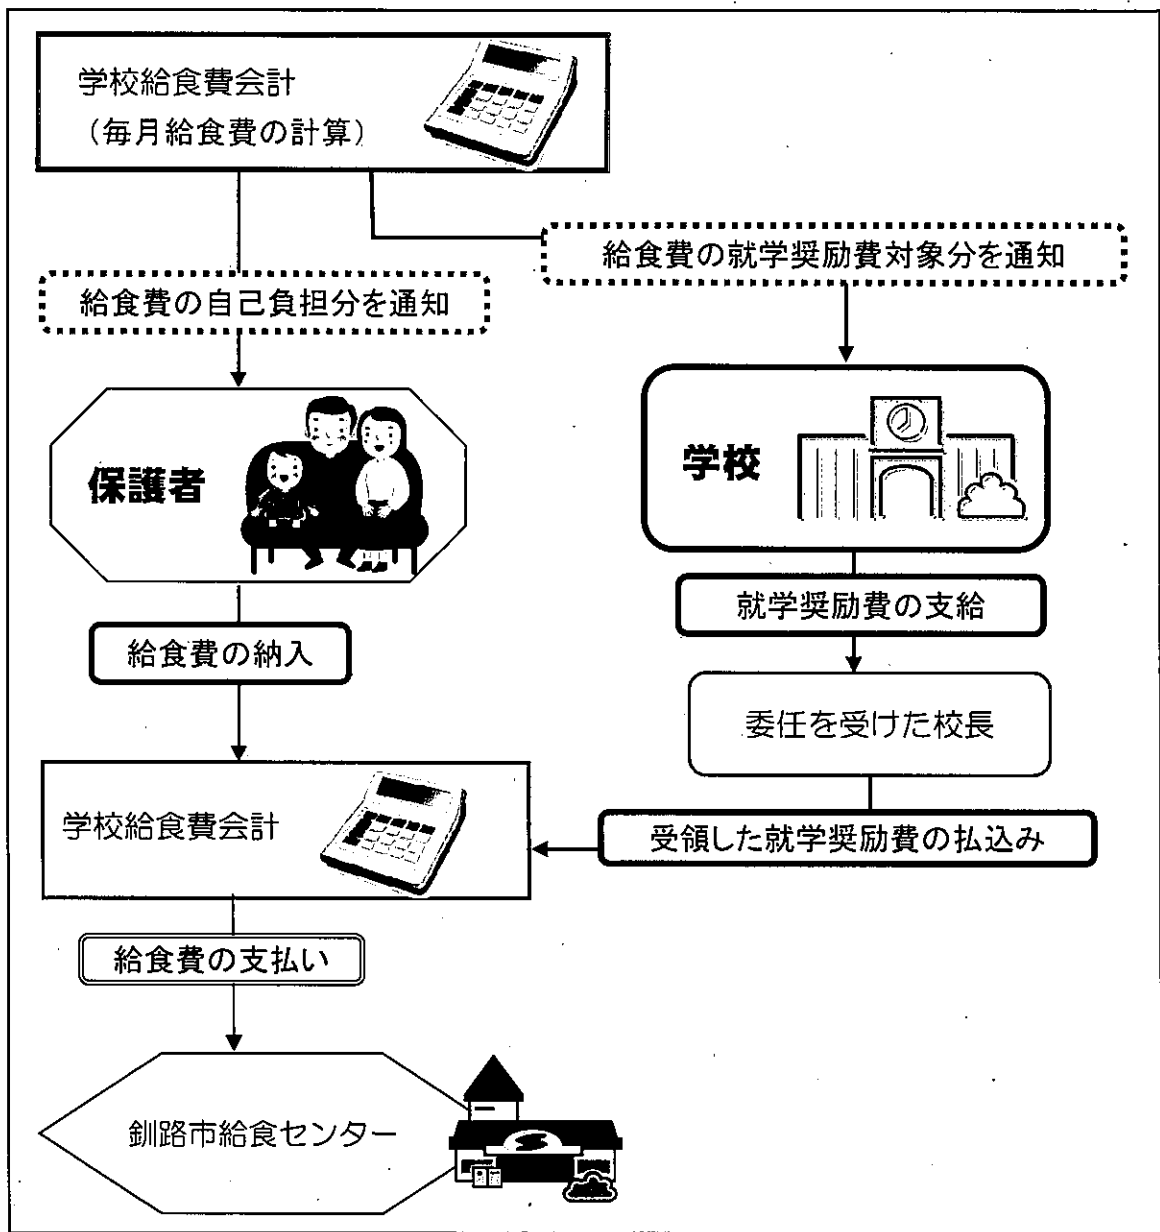 学校給食費会計
（毎月給食費の計算）
給食費の就学奨励費対象分を通知
給食費の自己負担分を通知
保護者
学校
就学奨励費の支給
給食費の納入
委任を受けた校長
学校給食費会計
受領した就学奨励費の払込み
給食費の支払い
釧路市給食センター